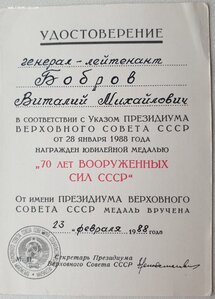 УДОСТОВЕРЕНИЕ
генерал-лейтенант
Бобров
Виталий Михайлович
В СООТВЕТСТВИИ С УКАЗОМ ПРЕЗИДИУМА
ВЕРХОВНОГО СОВЕТА СССР
ОТ 28 ЯНВАРЯ 1988 ГОДА
НАГРАЖДЕН ЮБИЛЕЙНОЙ МЕДАЛЬЮ
"70 ЛЕТ ВООРУЖЕННЫХ
СИЛ СССР"
ОТ ИМЕНИ ПРЕЗИДИУМА ВЕРХОВНОГО
СОВЕТА СССР МЕДАЛЬ ВРУЧЕНА
23 февраля 1988 год
М. П.
Секретарь Президиума
Верховного Совета СССР